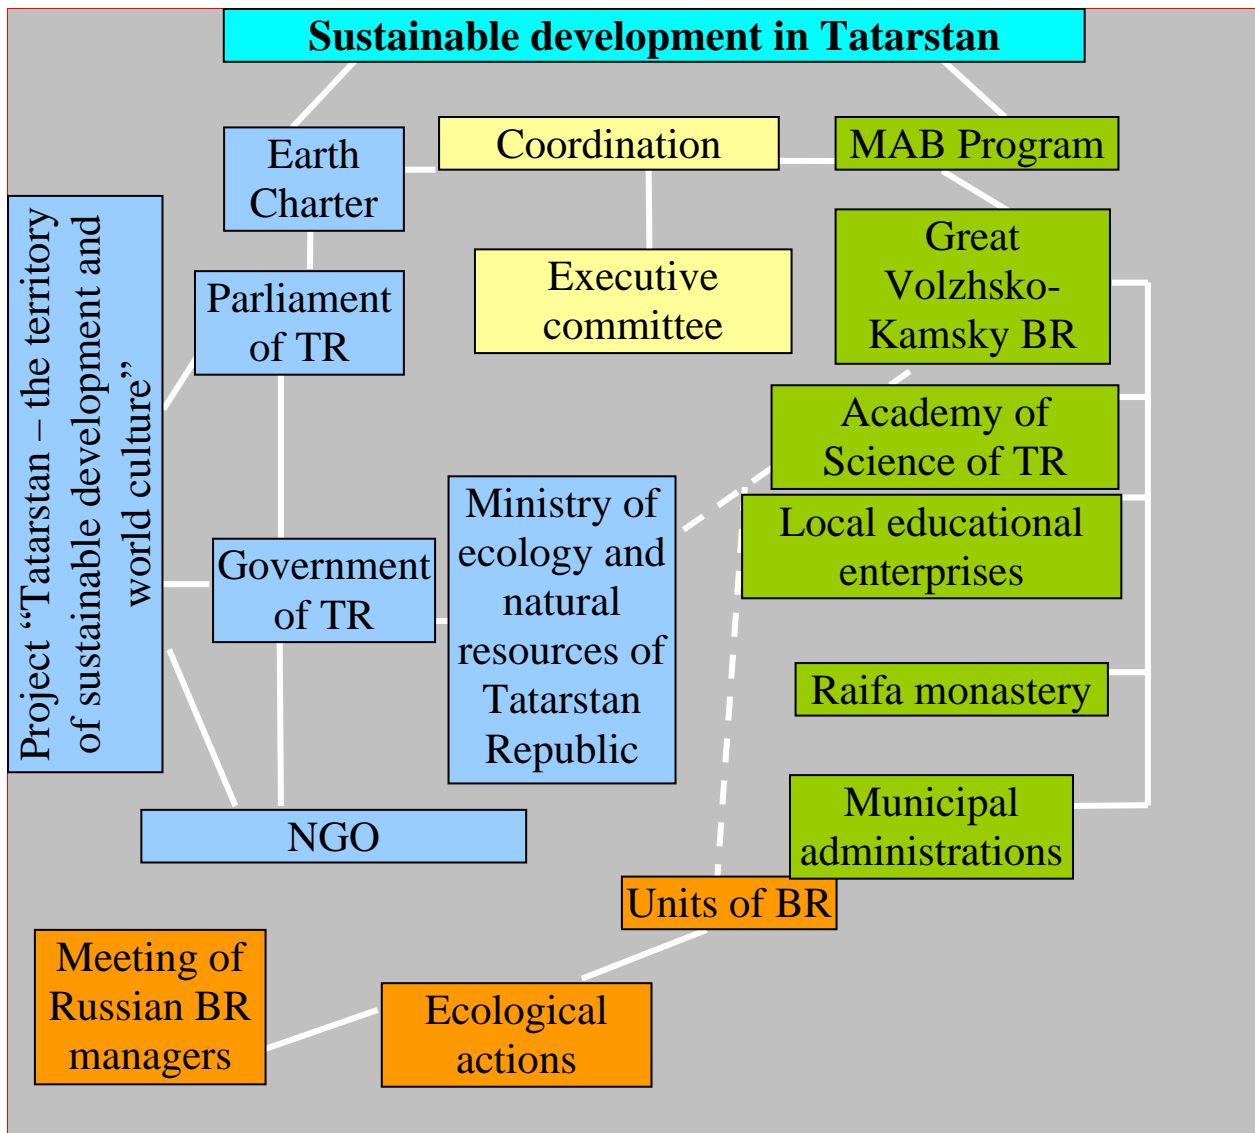 Sustainable development in Tatarstan
Earth
Charter
Coordination
MAB Program
Project “Tatarstan – the territory
of sustainable development and
world culture”
Parliament
of TR
Executive
committee
Great
Volzhsko-
Kamsky BR
Academy of
Science of TR
Local educational
enterprises
Government
of TR
Ministry of
ecology and
natural
resources of
Tatarstan
Republic
Raifa monastery
Municipal
administrations
NGO
Units of BR
Meeting of
Russian BR
managers
Ecological
actions